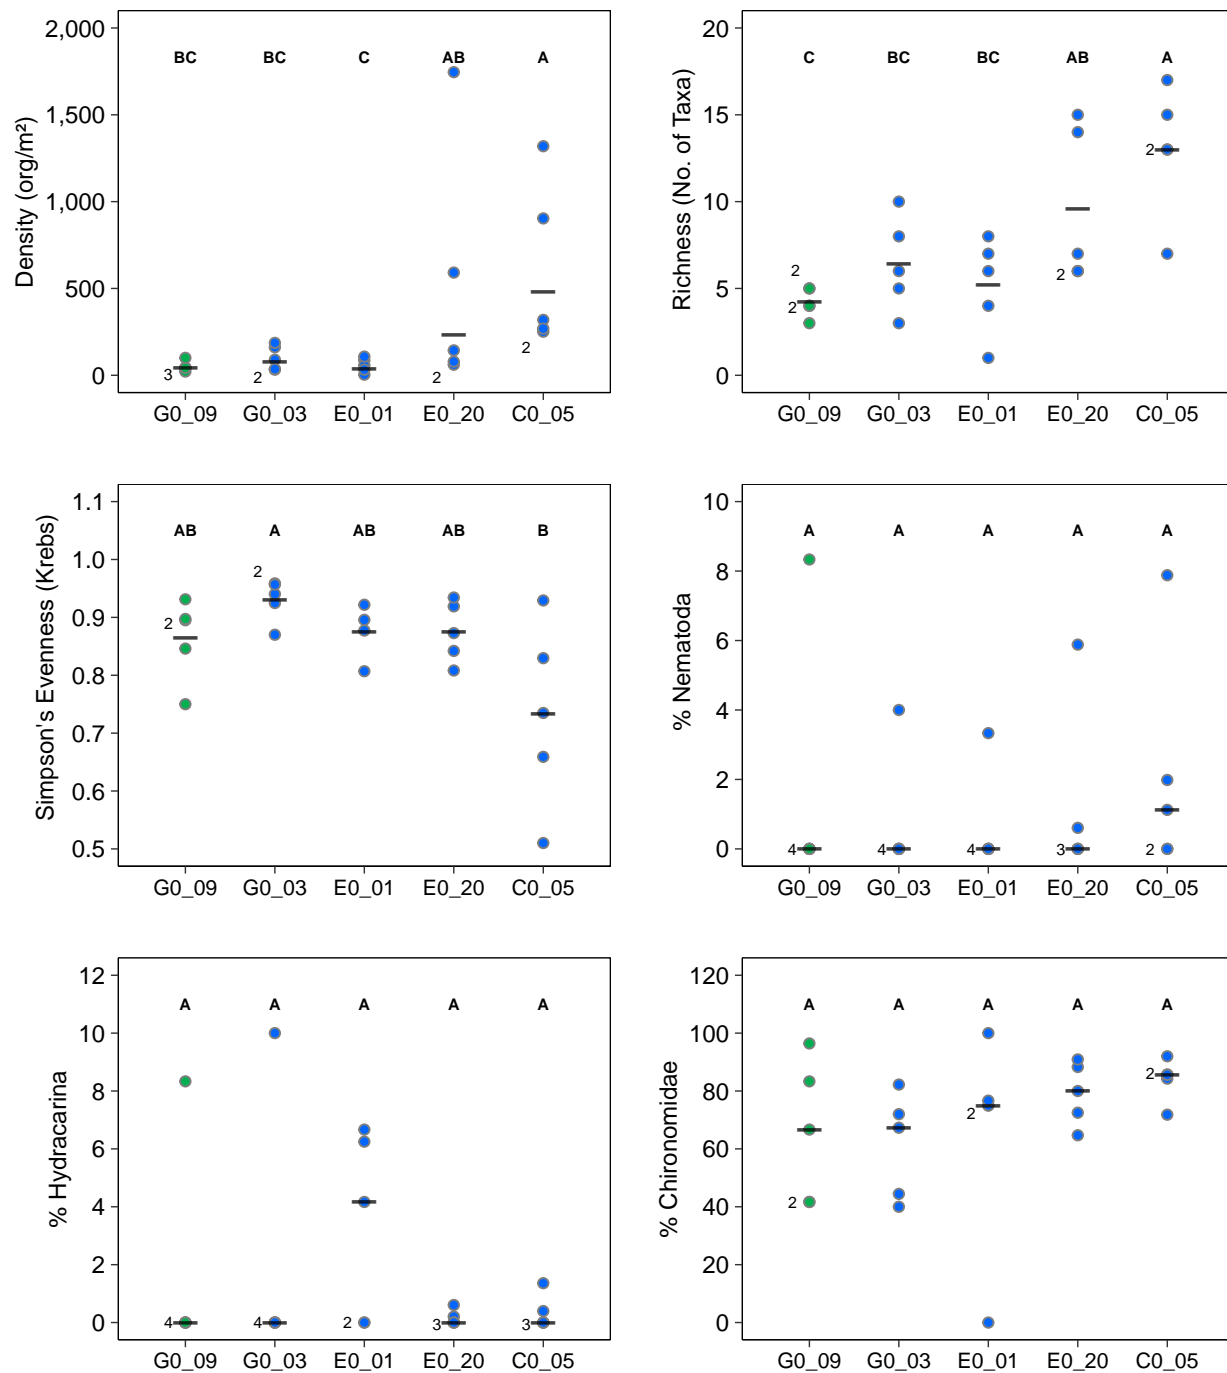 2,000
1,500
1,000
500
0
Density (org/m²)
BC BC C AB A
3 2 2 2
G0_09 G0_03 E0_01 E0_20 C0_05
20
15
10
5
0
Richness (No. of Taxa)
C BC BC AB A
2
2
2
2
G0_09 G0_03 E0_01 E0_20 C0_05
1.1
1.0
0.9
0.8
0.7
0.6
0.5
Simpson's Evenness (Krebs)
AB A AB AB B
2
2
G0_09 G0_03 E0_01 E0_20 C0_05
10
8
6
4
2
0
% Nematoda
A A A A A
4 4 4 3 2
G0_09 G0_03 E0_01 E0_20 C0_05
12
10
8
6
4
2
0
% Hydracarina
A A A A A
4 4 2 3 3
G0_09 G0_03 E0_01 E0_20 C0_05
120
100
80
60
40
20
0
% Chironomidae
A A A A A
2
2
2
G0_09 G0_03 E0_01 E0_20 C0_05